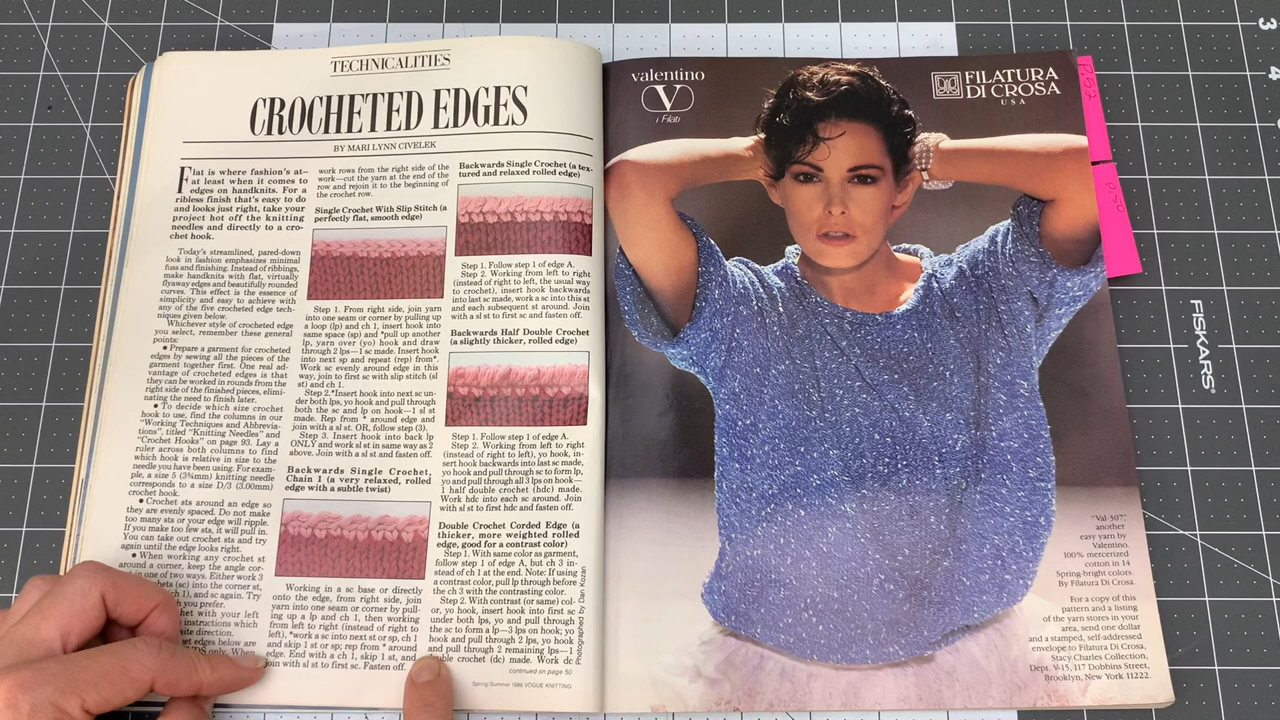 TECHNICALITIES
CROCHETED EDGES
BY MARI LYNN CIVELEK
Flat is where fashion's at—
at least when it comes to
edges on handknits. For a
ribless finish that's easy to do
and looks just right, take your
project hot off the knitting
needles and directly to a cro-
chet hook.
Today's streamlined, pared-down
look in fashion emphasizes minimal
fuss and finishing. Instead of ribbings,
make handknits with flat, virtually
flyaway edges and beautifully rounded
curves. This effect is the essence of
simplicity and easy to achieve with
any of the five crocheted edge tech-
niques given below.
Whichever style of crocheted edge
you select, remember these general
points:
● Prepare a garment for crocheted
edges by sewing all the pieces of the
garment together first. One real ad-
vantage of crocheted edges is that
they can be worked in rounds from the
right side of the finished pieces, elimi-
nating the need to finish later.
● To decide which size crochet
hook to use, find the columns in our
"Working Techniques and Abbrevia-
tions", titled "Knitting Needles" and
"Crochet Hooks" on page 93. Lay a
ruler across both columns to find
which hook is relative in size to the
needle you have been using. For exam-
ple, a size 5 (3¾mm) knitting needle
corresponds to a size D/3 (3.00mm)
crochet hook.
● Crochet sts around an edge so
they are evenly spaced. Do not make
too many sts or your edge will ripple.
If you make too few sts, it will pull in.
You can take out crochet sts and try
again until the edge looks right.
● When working any crochet st
around a corner, keep the angle cor-
in one of two ways. Either work 3
(sc) into the corner st,
ch 1), and sc again. Try
h you prefer.
het with your left
instructions which
site direction.
et edges below are
only. When
work rows from the right side of the
work—cut the yarn at the end of the
row and rejoin it to the beginning of
the crochet row.
Single Crochet With Slip Stitch (a
perfectly flat, smooth edge)
Step 1. From right side, join yarn
into one seam or corner by pulling up
a loop (lp) and ch 1, insert hook into
same space (sp) and *pull up another
lp, yarn over (yo) hook and draw
through 2 lps—1 sc made. Insert hook
into next sp and repeat (rep) from*.
Work sc evenly around edge in this
way, join to first sc with slip stitch (sl
st) and ch 1.
Step 2.*Insert hook into next sc un-
der both lps, yo hook and pull through
both the sc and lp on hook—1 sl st
made. Rep from * around edge and
join with a sl st. OR, follow step (3).
Step 3. Insert hook into back lp
ONLY and work sl st in same way as 2
above. Join with a sl st and fasten off.
Backwards Single Crochet,
Chain 1 (a very relaxed, rolled
edge with a subtle twist)
Working in a sc base or directly
onto the edge, from right side, join
yarn into one seam or corner by pull-
ing up a lp and ch 1, then working
from left to right (instead of right to
left), *work a sc into next st or sp, ch 1
and skip 1 st or sp; rep from * around
edge. End with a ch 1, skip 1 st, and
join with sl st to first sc. Fasten off.
Backwards Single Crochet (a tex-
tured and relaxed rolled edge)
Step 1. Follow step 1 of edge A.
Step 2. Working from left to right
(instead of right to left, the usual way
to crochet), insert hook backwards
into last sc made, work a sc into this st
and each subsequent st around. Join
with a sl st to first sc and fasten off.
Backwards Half Double Crochet
(a slightly thicker, rolled edge)
Step 1. Follow step 1 of edge A.
Step 2. Working from left to right
(instead of right to left), yo hook, in-
sert hook backwards into last sc made,
yo hook and pull through sc to form lp,
yo and pull through all 3 lps on hook—
1 half double crochet (hdc) made.
Work hdc into each sc around. Join
with sl st to first hdc and fasten off.
Double Crochet Corded Edge (a
thicker, more weighted rolled
edge, good for a contrast color)
Step 1. With same color as garment,
follow step 1 of edge A, but ch 3 in-
stead of ch 1 at the end. Note: If using
a contrast color, pull lp through before
the ch 3 with the contrasting color.
Step 2. With contrast (or same) col-
or, yo hook, insert hook into first sc
under both lps, yo and pull through
the sc to form a lp—3 lps on hook; yo
hook and pull through 2 lps, yo hook
and pull through 2 remaining lps—1
double crochet (dc) made. Work dc
continued on page 50
Photographed by Dan Kozan
Spring/Summer 1986 VOGUE KNITTING
valentino
V
i Filati
FILATURA
DI CROSA
USA
"Val-307,"
another
easy yarn by
Valentino.
100% mercerized
cotton in 14
Spring-bright colors
By Filatura Di Crosa.
For a copy of this
pattern and a listing
of the yarn stores in your
area, send one dollar
and a stamped, self-addressed
envelope to Filatura Di Crosa,
Stacy Charles Collection,
Dept. V-15, 117 Dobbins Street,
Brooklyn, New York 11222.
P.52
P.50
FISKARS
3
4